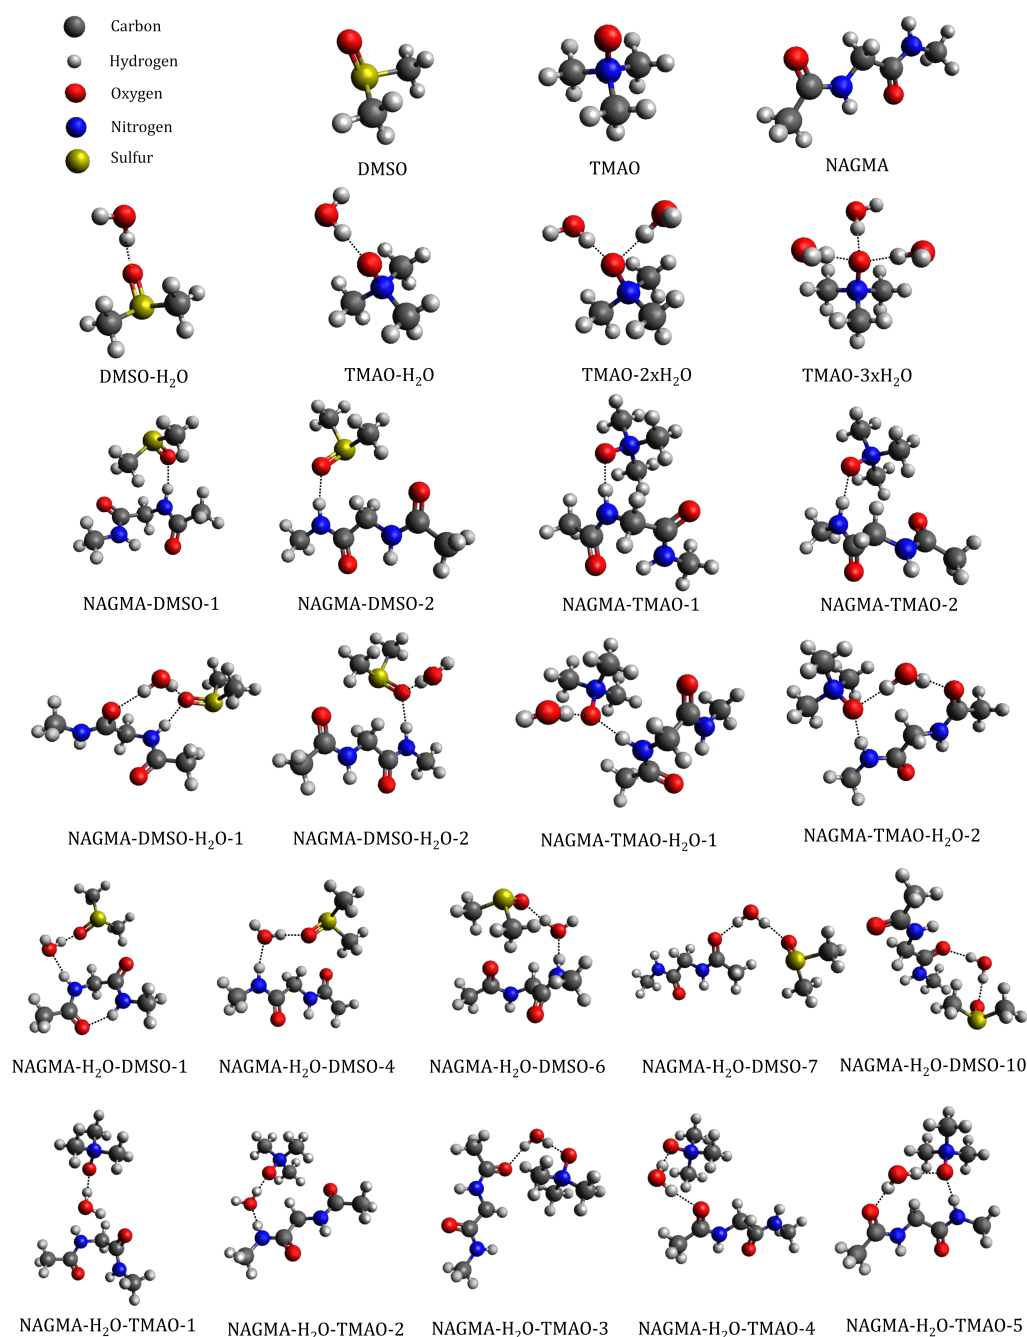 Carbon
Hydrogen
Oxygen
Nitrogen
Sulfur
DMSO
TMAO
NAGMA
DMSO-H₂O
TMAO-H₂O
TMAO-2xH₂O
TMAO-3xH₂O
NAGMA-DMSO-1
NAGMA-DMSO-2
NAGMA-TMAO-1
NAGMA-TMAO-2
NAGMA-DMSO-H₂O-1
NAGMA-DMSO-H₂O-2
NAGMA-TMAO-H₂O-1
NAGMA-TMAO-H₂O-2
NAGMA-H₂O-DMSO-1
NAGMA-H₂O-DMSO-4
NAGMA-H₂O-DMSO-6
NAGMA-H₂O-DMSO-7
NAGMA-H₂O-DMSO-10
NAGMA-H₂O-TMAO-1
NAGMA-H₂O-TMAO-2
NAGMA-H₂O-TMAO-3
NAGMA-H₂O-TMAO-4
NAGMA-H₂O-TMAO-5